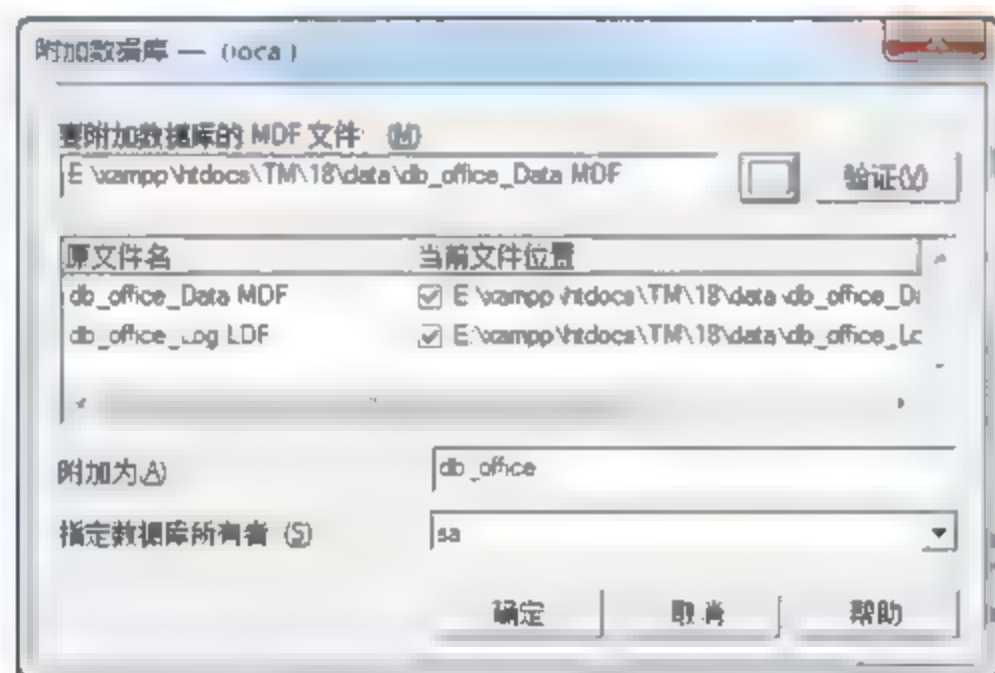 附加数据库 — (loca )
要附加数据库的 MDF 文件 (M)
E \xampp\htdocs\TM\18\data\db_office_Data MDF
验证(V)
原文件名 当前文件位置
db_office_Data MDF E \xampp\htdocs\TM\18\data\db_office_D
db_office_Log LDF E:\xampp\htdocs\TM\18\data\db_office_Lo
附加为(A)
db_office
指定数据库所有者 (S)
sa
确定 取消 帮助